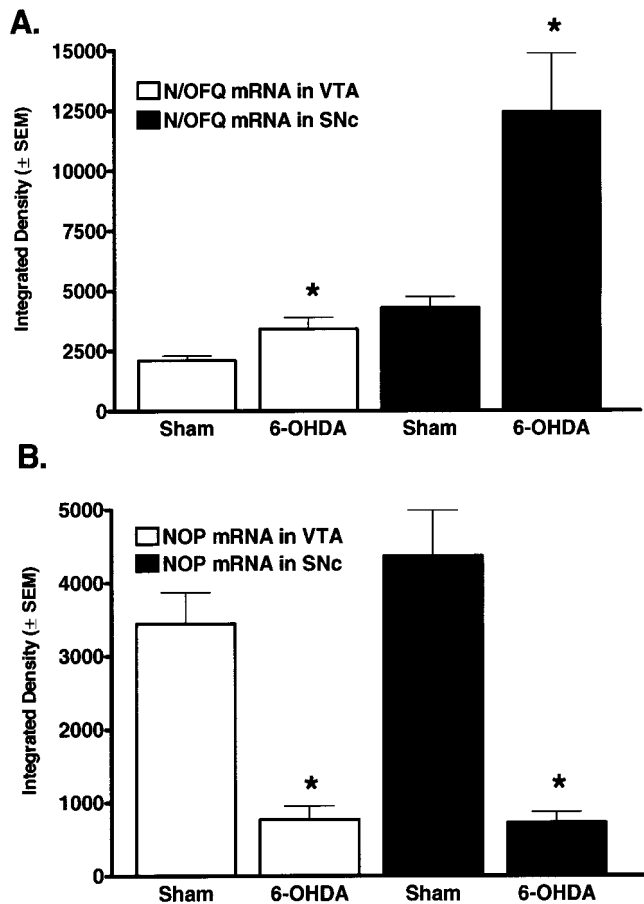 A.
*
15000
N/OFQ mRNA in VTA
12500
N/OFQ mRNA in SNc
10000
7500
5000
*
2500
0
Integrated Density (± SEM)
Sham 6-OHDA Sham 6-OHDA
B.
5000
NOP mRNA in VTA
NOP mRNA in SNc
4000
3000
2000
1000
* *
0
Integrated Density (± SEM)
Sham 6-OHDA Sham 6-OHDA